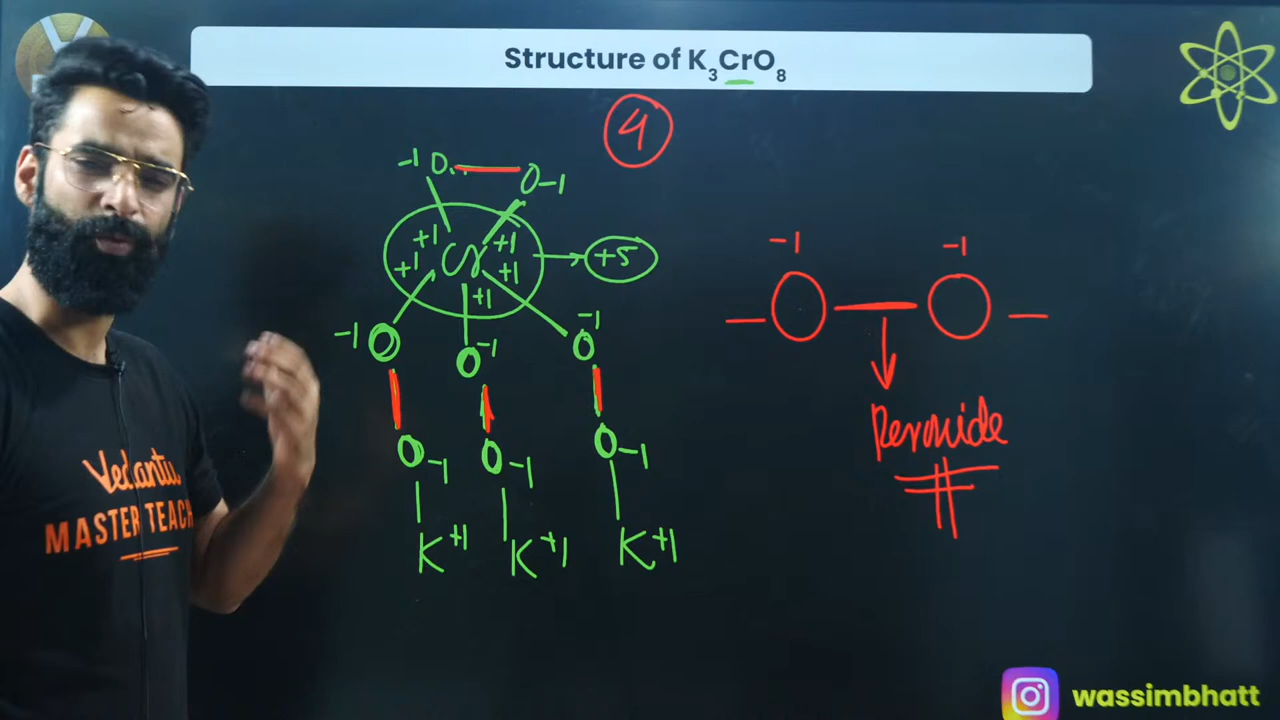 Structure of K₃CrO₈
4
-1 O O -1
+1 +1 Cr +1 +1 +1
+5
-1 O O -1 O -1
O -1 O -1 O -1
K+1 K+1 K+1
-1 -1
— O — O —
Peroxide
Vedantu
MASTER TEACH
wassimbhatt